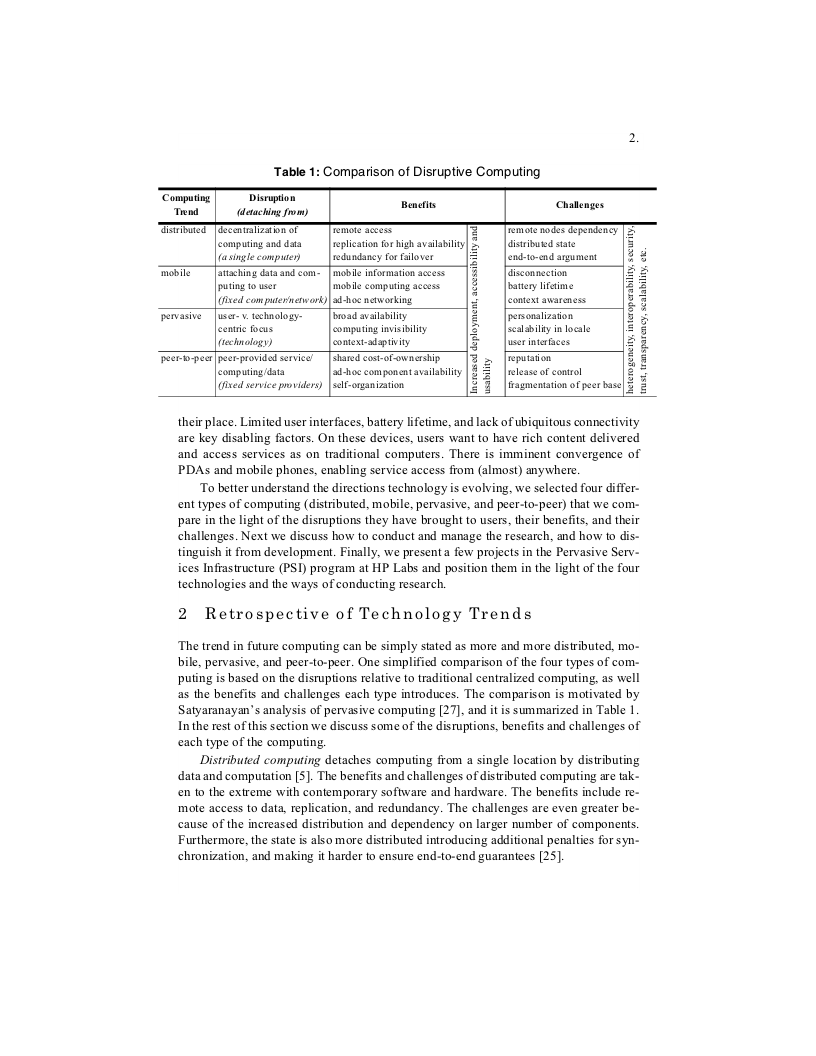 2.
Table 1: Comparison of Disruptive Computing
Computing Trend | Disruption (detaching from) | Benefits | Challenges
distributed
decentralization of
computing and data
(a single computer)
remote access
replication for high availability
redundancy for failover
remote nodes dependency
distributed state
end-to-end argument
mobile
attaching data and com-
puting to user
(fixed computer/network)
mobile information access
mobile computing access
ad-hoc networking
disconnection
battery lifetime
context awareness
pervasive
user- v. technology-
centric focus
(technology)
broad availability
computing invisibility
context-adaptivity
personalization
scalability in locale
user interfaces
peer-to-peer
peer-provided service/
computing/data
(fixed service providers)
shared cost-of-ownership
ad-hoc component availability
self-organization
reputation
release of control
fragmentation of peer base
Increased deployment, accessibility and
usability
heterogeneity, interoperability, security,
trust, transparency, scalability, etc.
their place. Limited user interfaces, battery lifetime, and lack of ubiquitous connectivity
are key disabling factors. On these devices, users want to have rich content delivered
and access services as on traditional computers. There is imminent convergence of
PDAs and mobile phones, enabling service access from (almost) anywhere.
To better understand the directions technology is evolving, we selected four differ-
ent types of computing (distributed, mobile, pervasive, and peer-to-peer) that we com-
pare in the light of the disruptions they have brought to users, their benefits, and their
challenges. Next we discuss how to conduct and manage the research, and how to dis-
tinguish it from development. Finally, we present a few projects in the Pervasive Serv-
ices Infrastructure (PSI) program at HP Labs and position them in the light of the four
technologies and the ways of conducting research.
2 Retrospective of Technology Trends
The trend in future computing can be simply stated as more and more distributed, mo-
bile, pervasive, and peer-to-peer. One simplified comparison of the four types of com-
puting is based on the disruptions relative to traditional centralized computing, as well
as the benefits and challenges each type introduces. The comparison is motivated by
Satyaranayan's analysis of pervasive computing [27], and it is summarized in Table 1.
In the rest of this section we discuss some of the disruptions, benefits and challenges of
each type of the computing.
Distributed computing detaches computing from a single location by distributing
data and computation [5]. The benefits and challenges of distributed computing are tak-
en to the extreme with contemporary software and hardware. The benefits include re-
mote access to data, replication, and redundancy. The challenges are even greater be-
cause of the increased distribution and dependency on larger number of components.
Furthermore, the state is also more distributed introducing additional penalties for syn-
chronization, and making it harder to ensure end-to-end guarantees [25].